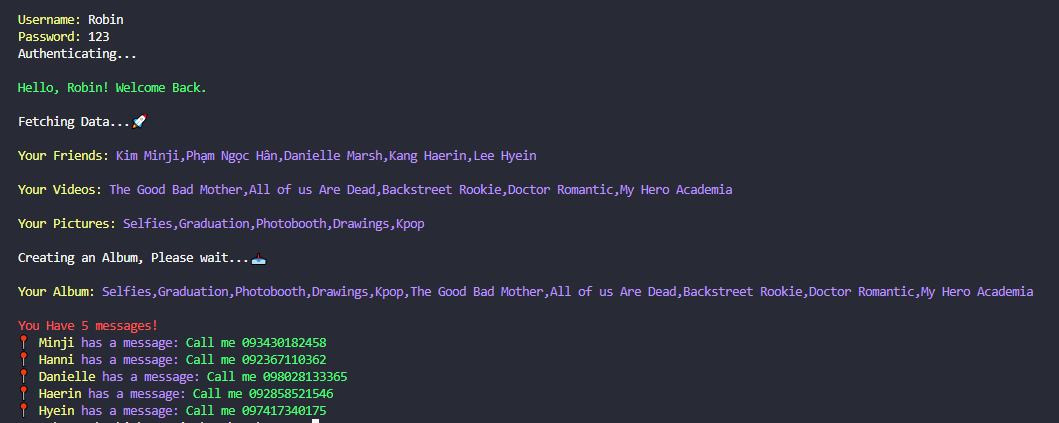 Username: Robin
Password: 123
Authenticating...
Hello, Robin! Welcome Back.
Fetching Data...🚀
Your Friends: Kim Minji,Phạm Ngọc Hân,Danielle Marsh,Kang Haerin,Lee Hyein
Your Videos: The Good Bad Mother,All of us Are Dead,Backstreet Rookie,Doctor Romantic,My Hero Academia
Your Pictures: Selfies,Graduation,Photobooth,Drawings,Kpop
Creating an Album, Please wait...📥
Your Album: Selfies,Graduation,Photobooth,Drawings,Kpop,The Good Bad Mother,All of us Are Dead,Backstreet Rookie,Doctor Romantic,My Hero Academia
You Have 5 messages!
📍 Minji has a message: Call me 093430182458
📍 Hanni has a message: Call me 092367110362
📍 Danielle has a message: Call me 098028133365
📍 Haerin has a message: Call me 092858521546
📍 Hyein has a message: Call me 097417340175